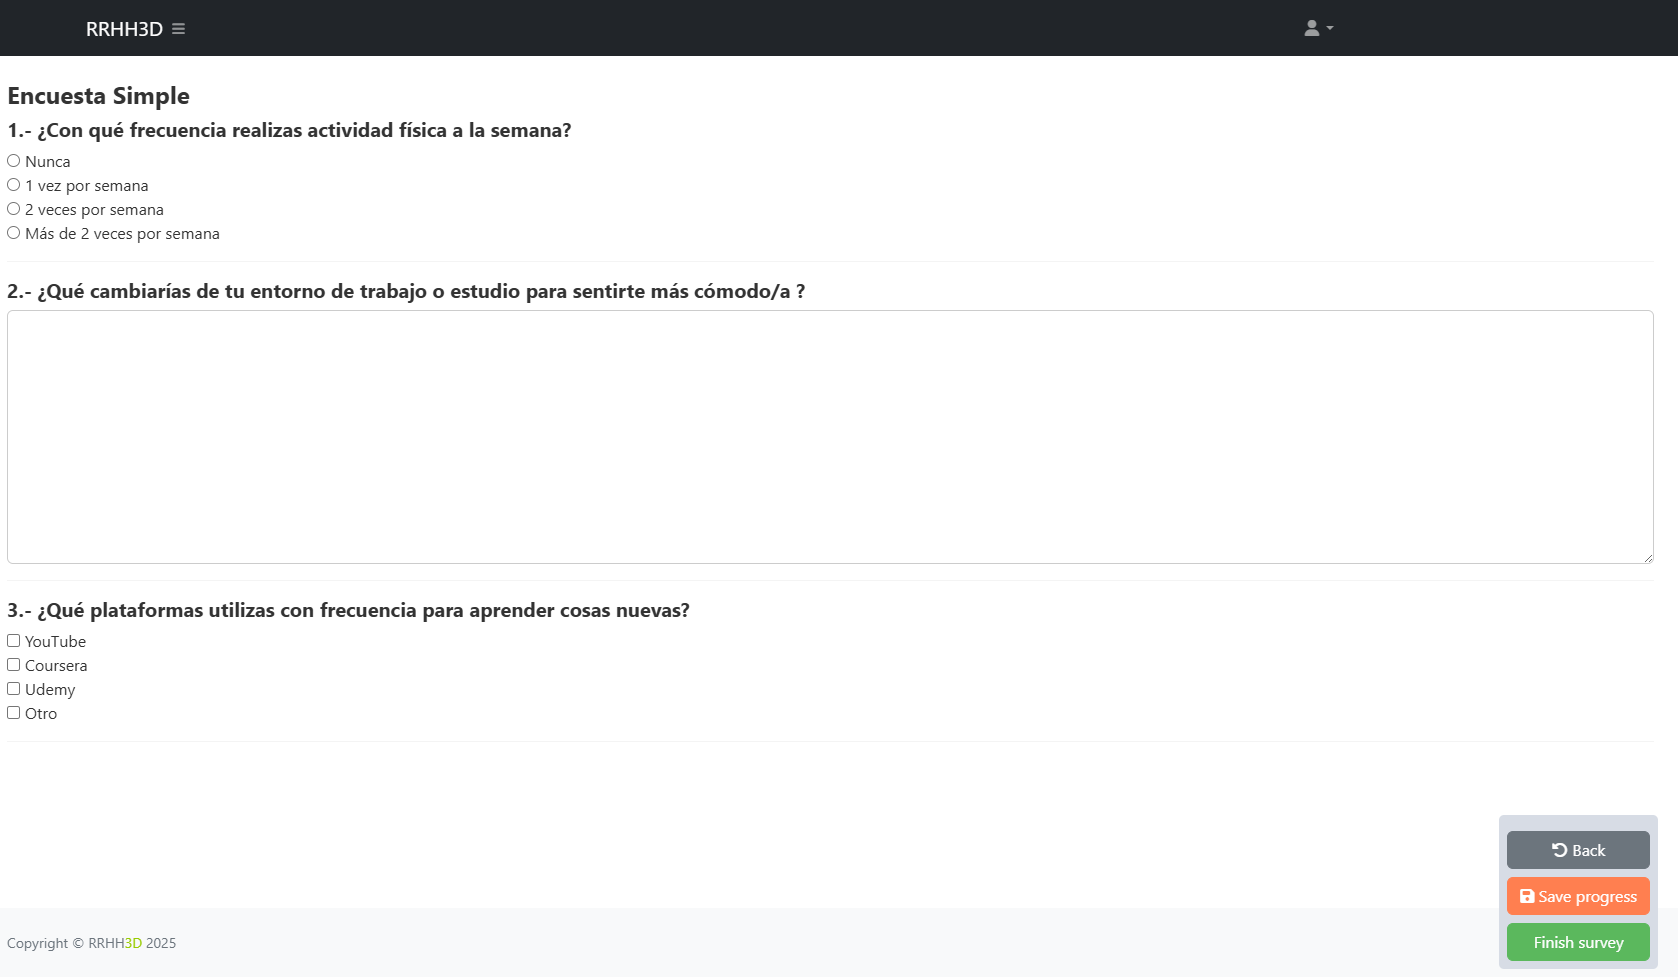 RRHH3D
Encuesta Simple
1.- ¿Con qué frecuencia realizas actividad física a la semana?
Nunca
1 vez por semana
2 veces por semana
Más de 2 veces por semana
2.- ¿Qué cambiarías de tu entorno de trabajo o estudio para sentirte más cómodo/a ?
3.- ¿Qué plataformas utilizas con frecuencia para aprender cosas nuevas?
YouTube
Coursera
Udemy
Otro
Back
Save progress
Finish survey
Copyright © RRHH3D 2025